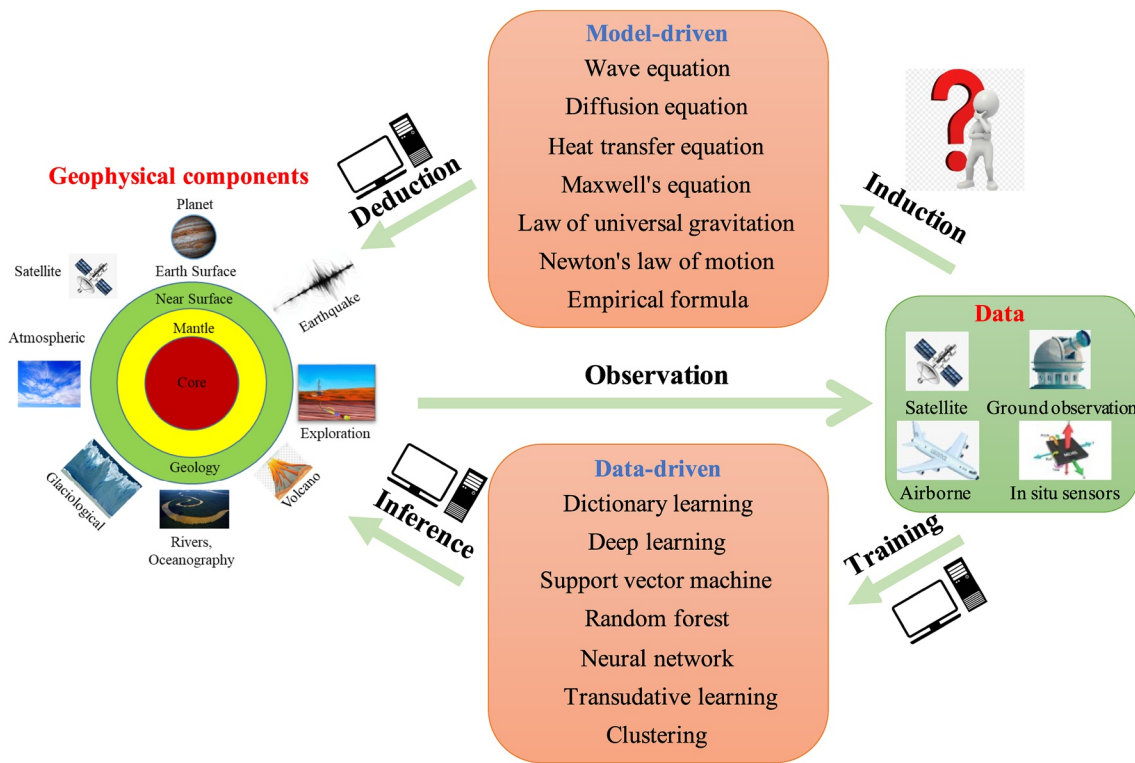 Model-driven
Wave equation
Diffusion equation
Heat transfer equation
Maxwell's equation
Law of universal gravitation
Newton's law of motion
Empirical formula
Deduction
Induction
Geophysical components
Planet
Satellite
Earth Surface
Near Surface
Mantle
Core
Geology
Earthquake
Atmospheric
Exploration
Volcano
Glaciological
Rivers,
Oceanography
Observation
Data
Satellite
Ground observation
Airborne
In situ sensors
Inference
Training
Data-driven
Dictionary learning
Deep learning
Support vector machine
Random forest
Neural network
Transudative learning
Clustering